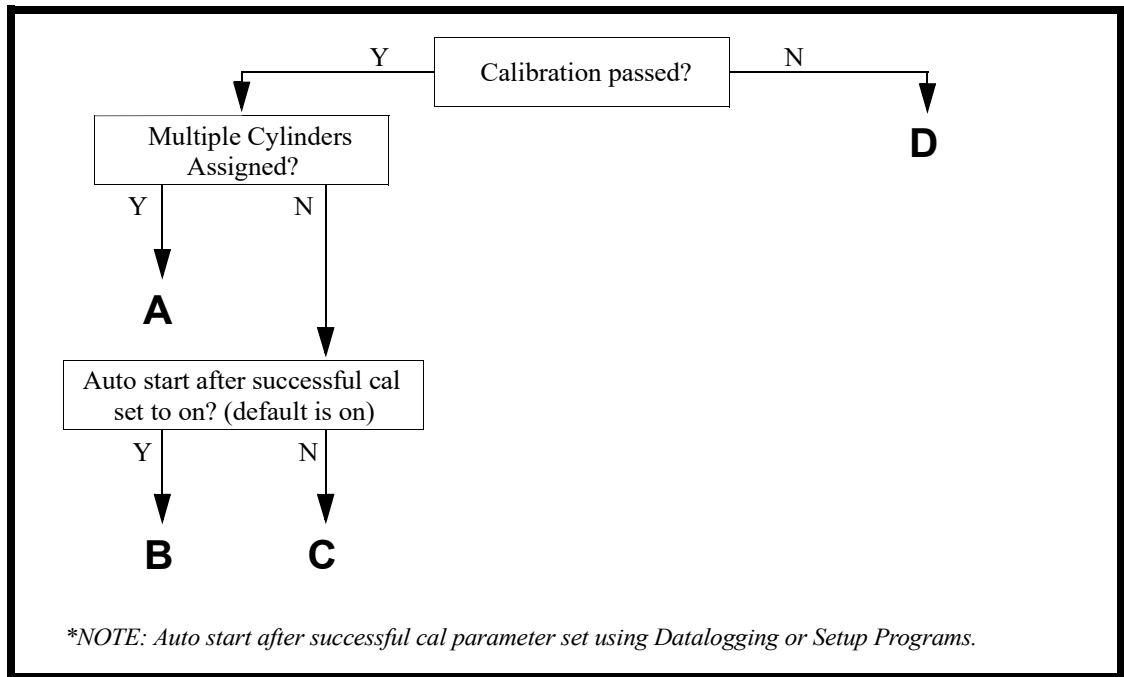 Y
Calibration passed?
N
Multiple Cylinders
Assigned?
D
Y
N
A
Auto start after successful cal
set to on? (default is on)
Y
N
B
C
*NOTE: Auto start after successful cal parameter set using Datalogging or Setup Programs.